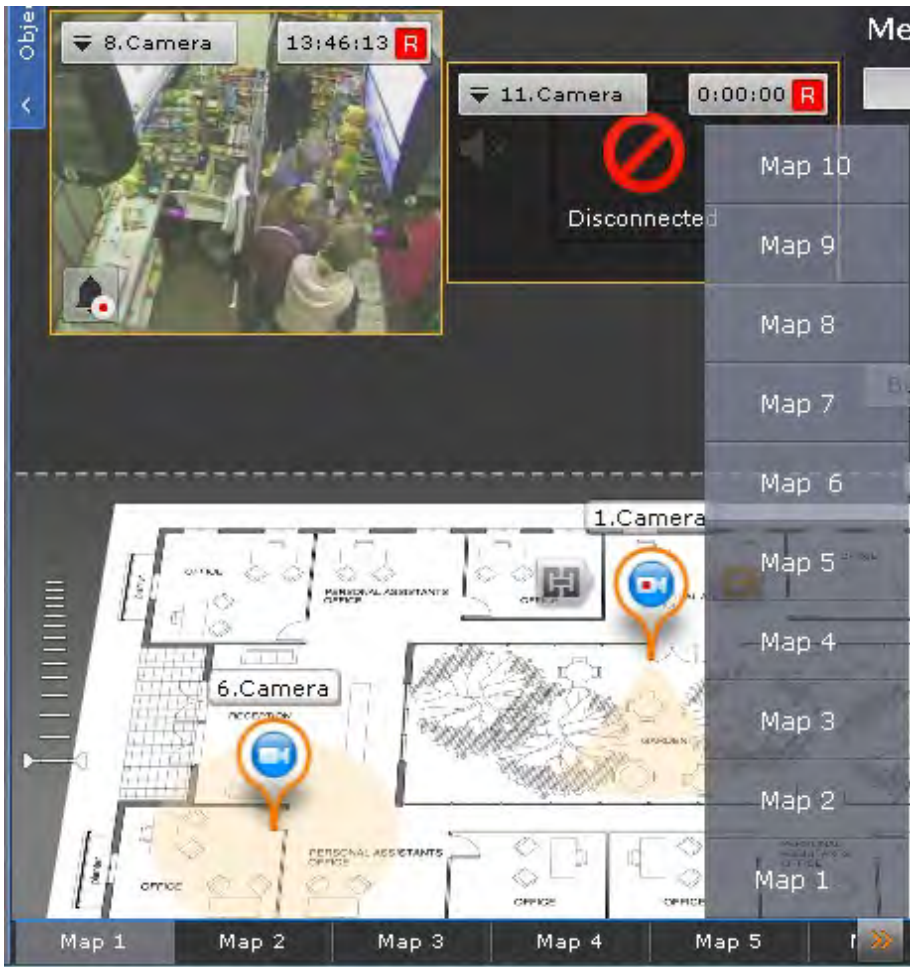 Obje
8.Camera
13:46:13 R
Me
11.Camera
0:00:00 R
Disconnected
Map 10
Map 9
Map 8
Map 7
Map 6
Map 5
Map 4
Map 3
Map 2
Map 1
1.Camera
OFFICE
PERSONAL ASSISTANTS
OFFICE
OFFICE
6.Camera
RECEPTION
GARDEN
PERSONAL ASSISTANTS
OFFICE
OFFICE
OFFICE
OFFICE
Map 1
Map 2
Map 3
Map 4
Map 5